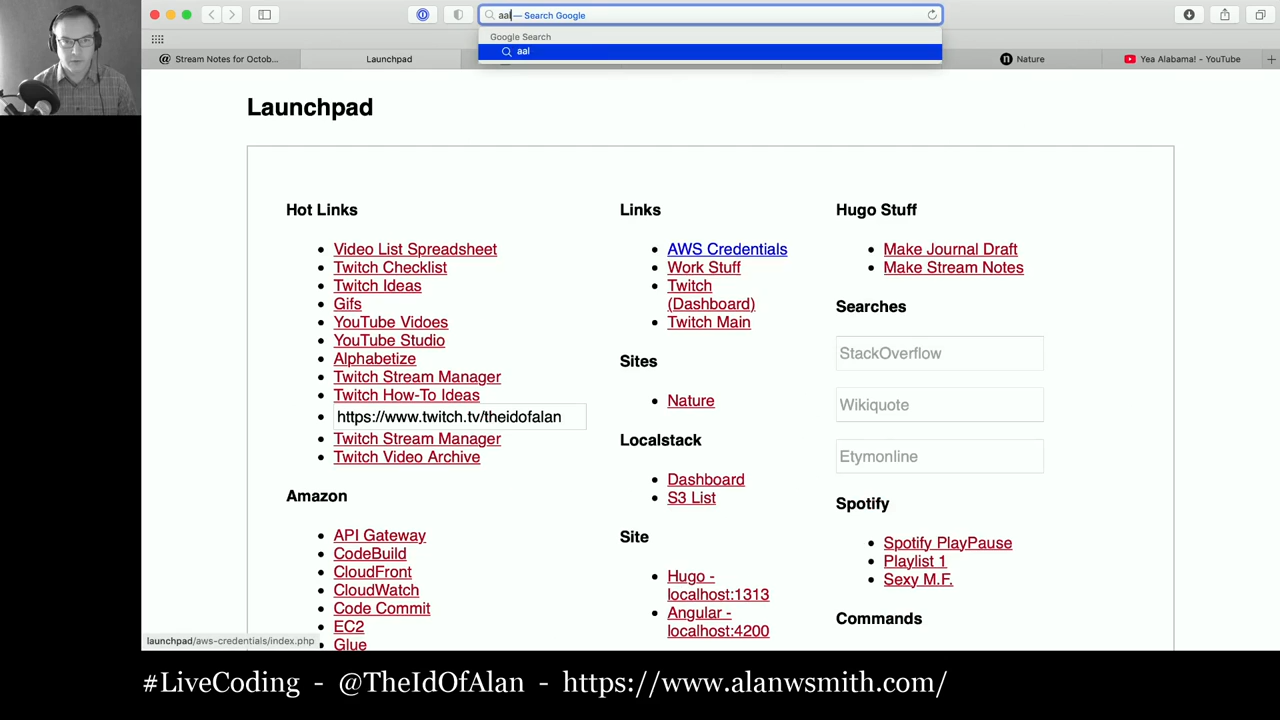 aal — Search Google
Google Search
aal
@ Stream Notes for Octob...
Launchpad
Nature
Yea Alabama! - YouTube
Launchpad
Hot Links
Video List Spreadsheet
Twitch Checklist
Twitch Ideas
Gifs
YouTube Vidoes
YouTube Studio
Alphabetize
Twitch Stream Manager
Twitch How-To Ideas
https://www.twitch.tv/theidofalan
Twitch Stream Manager
Twitch Video Archive
Amazon
API Gateway
CodeBuild
CloudFront
CloudWatch
Code Commit
EC2
Glue
Links
AWS Credentials
Work Stuff
Twitch
(Dashboard)
Twitch Main
Sites
Nature
Localstack
Dashboard
S3 List
Site
Hugo -
localhost:1313
Angular -
localhost:4200
Hugo Stuff
Make Journal Draft
Make Stream Notes
Searches
StackOverflow
Wikiquote
Etymonline
Spotify
Spotify PlayPause
Playlist 1
Sexy M.F.
Commands
launchpad/aws-credentials/index.php
#LiveCoding - @TheIdOfAlan - https://www.alanwsmith.com/